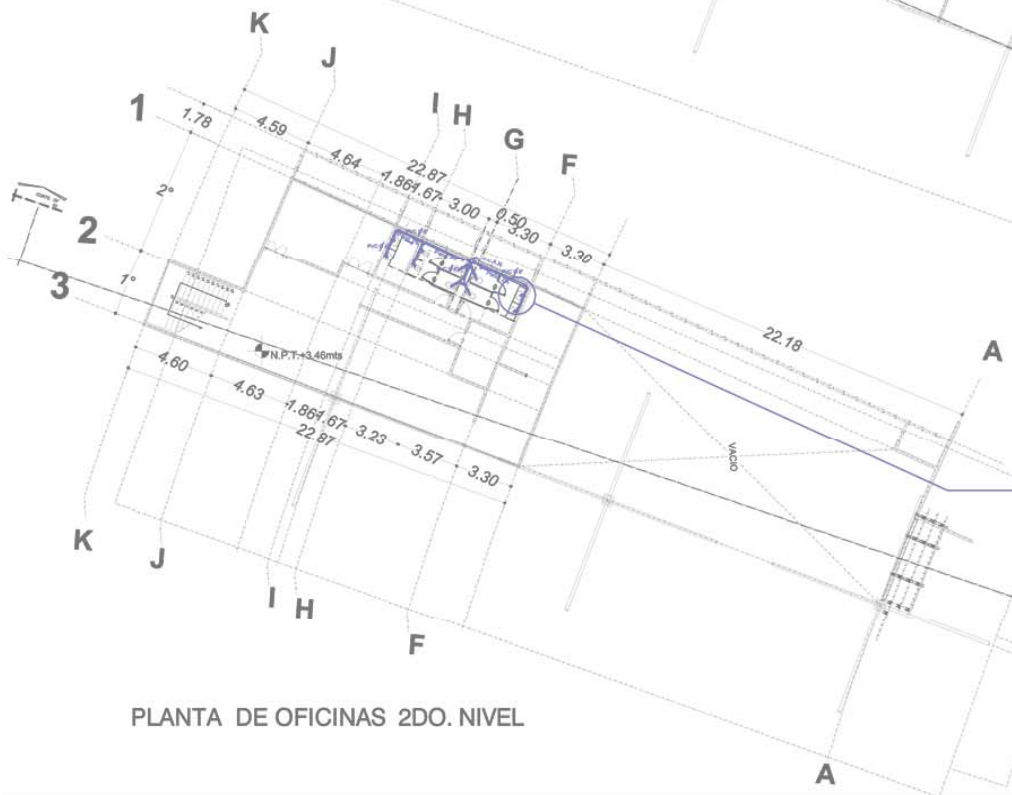 K
J
I H
G
F
1
1.78
4.59
4.64
22.87
1.86 1.67
3.00
0.50
3.30
3.30
2°
2
1°
3
22.18
A
N.P.T.+3.46mts
4.60
4.63
1.86 1.67
3.23
3.57
3.30
22.87
VACIO
K
J
I H
F
A
PLANTA DE OFICINAS 2DO. NIVEL